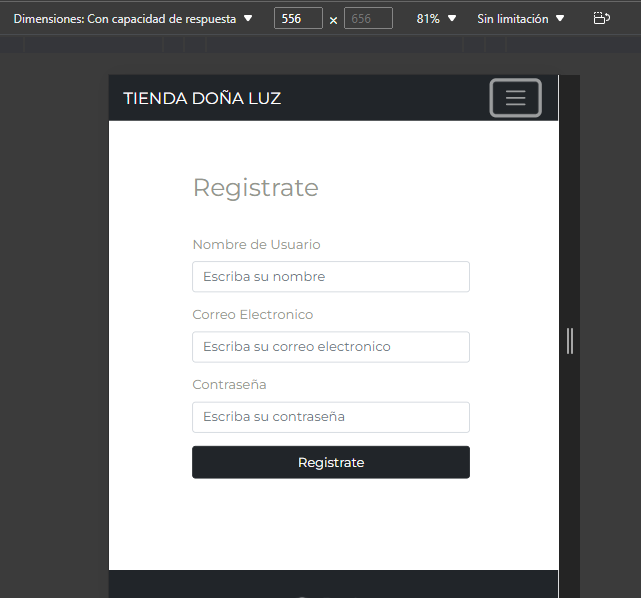 Dimensiones: Con capacidad de respuesta 556 × 656 81% Sin limitación
TIENDA DOÑA LUZ
Registrate
Nombre de Usuario
Escriba su nombre
Correo Electronico
Escriba su correo electronico
Contraseña
Escriba su contraseña
Registrate